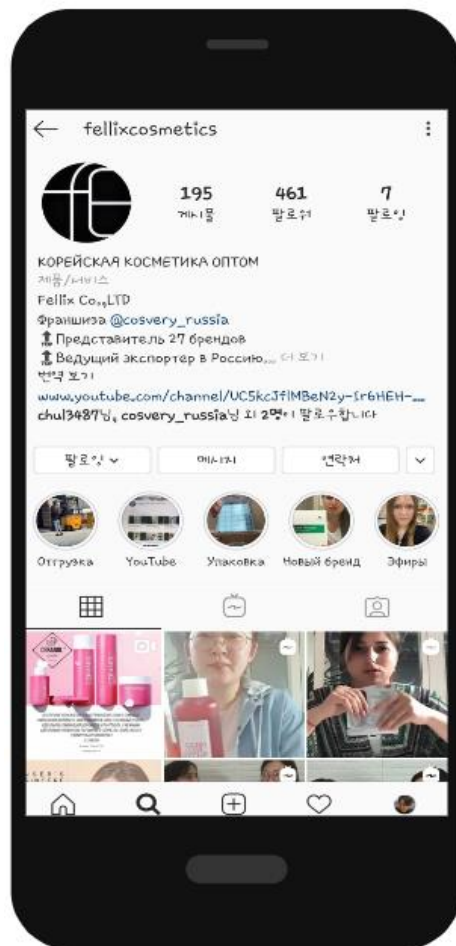 fellixcosmetics
195 461 7
게시물 팔로워 팔로잉
КОРЕЙСКАЯ КОСМЕТИКА ОПТОМ
제품/서비스
Fellix Co.,LTD
Франшиза @cosvery_russia
Представитель 27 брендов
Ведущий экспортер в Россию... 더 보기
번역 보기
www.youtube.com/channel/UC5kcJflMBeN2y-Ir6HEH-...
chul3487님, cosvery_russia님 외 2명이 팔로우합니다
팔로잉 메시지 연락처
Отгрузка YouTube Упаковка Новый бренд Эфиры